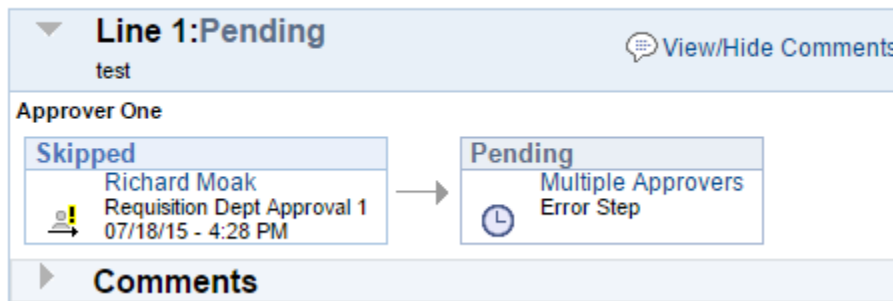 Line 1:Pending
View/Hide Comments
test
Approver One
Skipped
Richard Moak
Requisition Dept Approval 1
07/18/15 - 4:28 PM
Pending
Multiple Approvers
Error Step
Comments